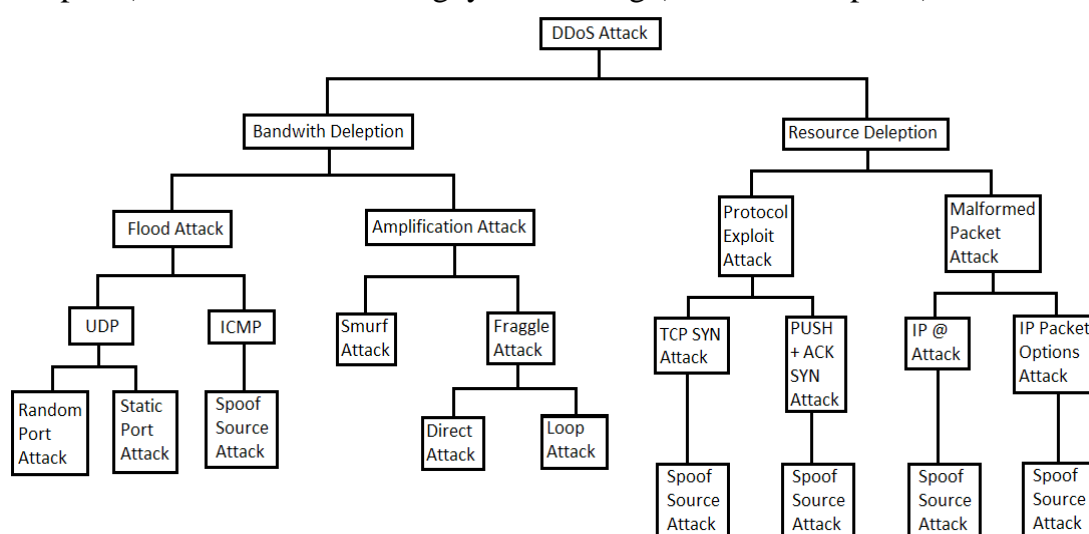 DDoS Attack
Bandwith Deleption
Resource Deleption
Flood Attack
Amplification Attack
Protocol
Exploit
Attack
Malformed
Packet
Attack
UDP
ICMP
Smurf
Attack
Fraggle
Attack
TCP SYN
Attack
PUSH
+ ACK
SYN
Attack
IP @
Attack
IP Packet
Options
Attack
Random
Port
Attack
Static
Port
Attack
Spoof
Source
Attack
Direct
Attack
Loop
Attack
Spoof
Source
Attack
Spoof
Source
Attack
Spoof
Source
Attack
Spoof
Source
Attack